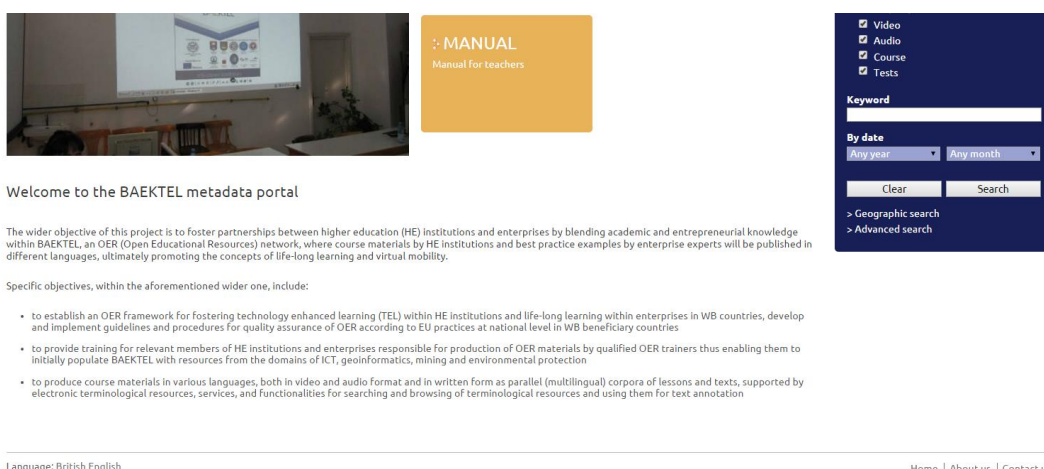 :· MANUAL
Manual for teachers
Video
Audio
Course
Tests
Keyword
By date
Any year
Any month
Clear
Search
> Geographic search
> Advanced search
Welcome to the BAEKTEL metadata portal
The wider objective of this project is to foster partnerships between higher education (HE) institutions and enterprises by blending academic and entrepreneurial knowledge
within BAEKTEL, an OER (Open Educational Resources) network, where course materials by HE institutions and best practice examples by enterprise experts will be published in
different languages, ultimately promoting the concepts of life-long learning and virtual mobility.
Specific objectives, within the aforementioned wider one, include:
• to establish an OER framework for fostering technology enhanced learning (TEL) within HE institutions and life-long learning within enterprises in WB countries, develop
and implement guidelines and procedures for quality assurance of OER according to EU practices at national level in WB beneficiary countries
• to provide training for relevant members of HE institutions and enterprises responsible for production of OER materials by qualified OER trainers thus enabling them to
initially populate BAEKTEL with resources from the domains of ICT, geoinformatics, mining and environmental protection
• to produce course materials in various languages, both in video and audio format and in written form as parallel (multilingual) corpora of lessons and texts, supported by
electronic terminological resources, services, and functionalities for searching and browsing of terminological resources and using them for text annotation
Language: British English
Home | About us | Contact